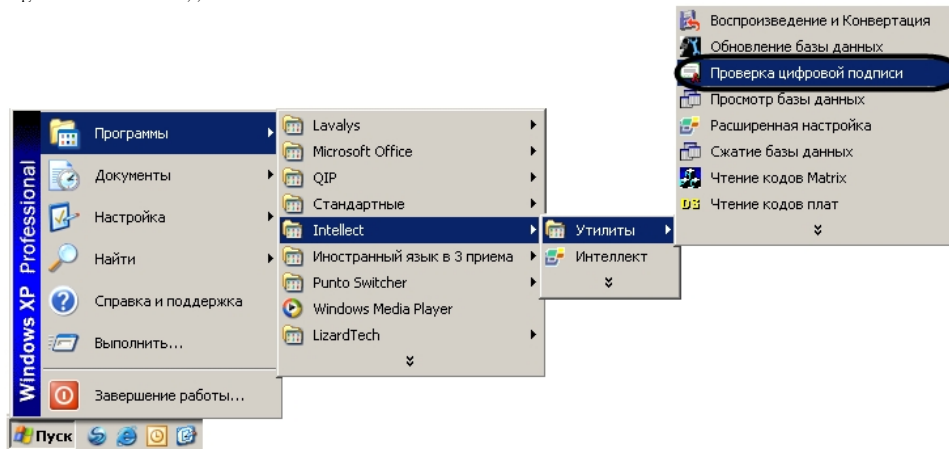 Воспроизведение и Конвертация
Обновление базы данных
Проверка цифровой подписи
Просмотр базы данных
Расширенная настройка
Сжатие базы данных
Чтение кодов Matrix
Чтение кодов плат
Программы
Документы
Настройка
Найти
Справка и поддержка
Выполнить...
Завершение работы...
Windows XP Professional
Lavalys
Microsoft Office
QIP
Стандартные
Intellect
Иностранный язык в 3 приема
Punto Switcher
Windows Media Player
LizardTech
Утилиты
Интеллект
Пуск